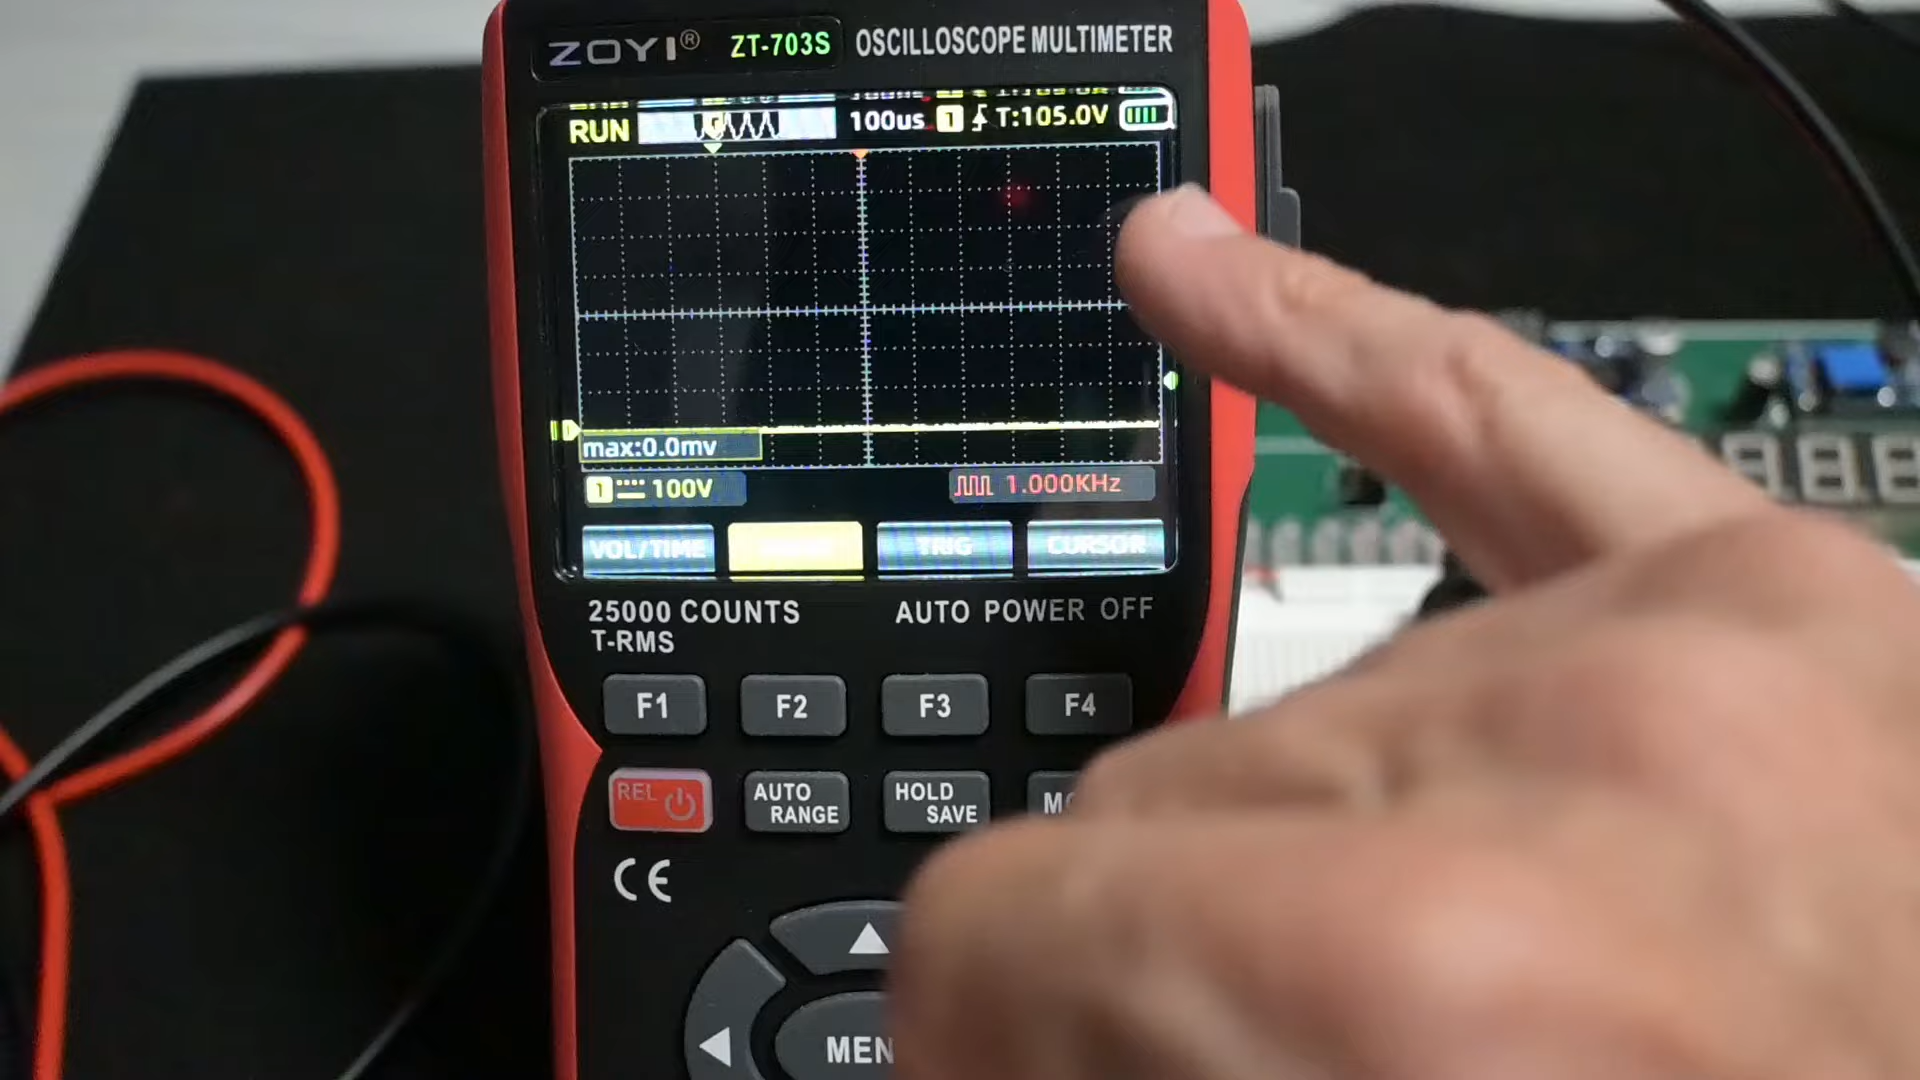 ZOYI® ZT-703S OSCILLOSCOPE MULTIMETER
RUN 100us 1 T:105.0V
max:0.0mv
1 100V 1.000KHz
VOL/TIME TRIG CURSOR
25000 COUNTS AUTO POWER OFF
T-RMS
F1 F2 F3 F4
REL AUTO RANGE HOLD SAVE
CE
MEN